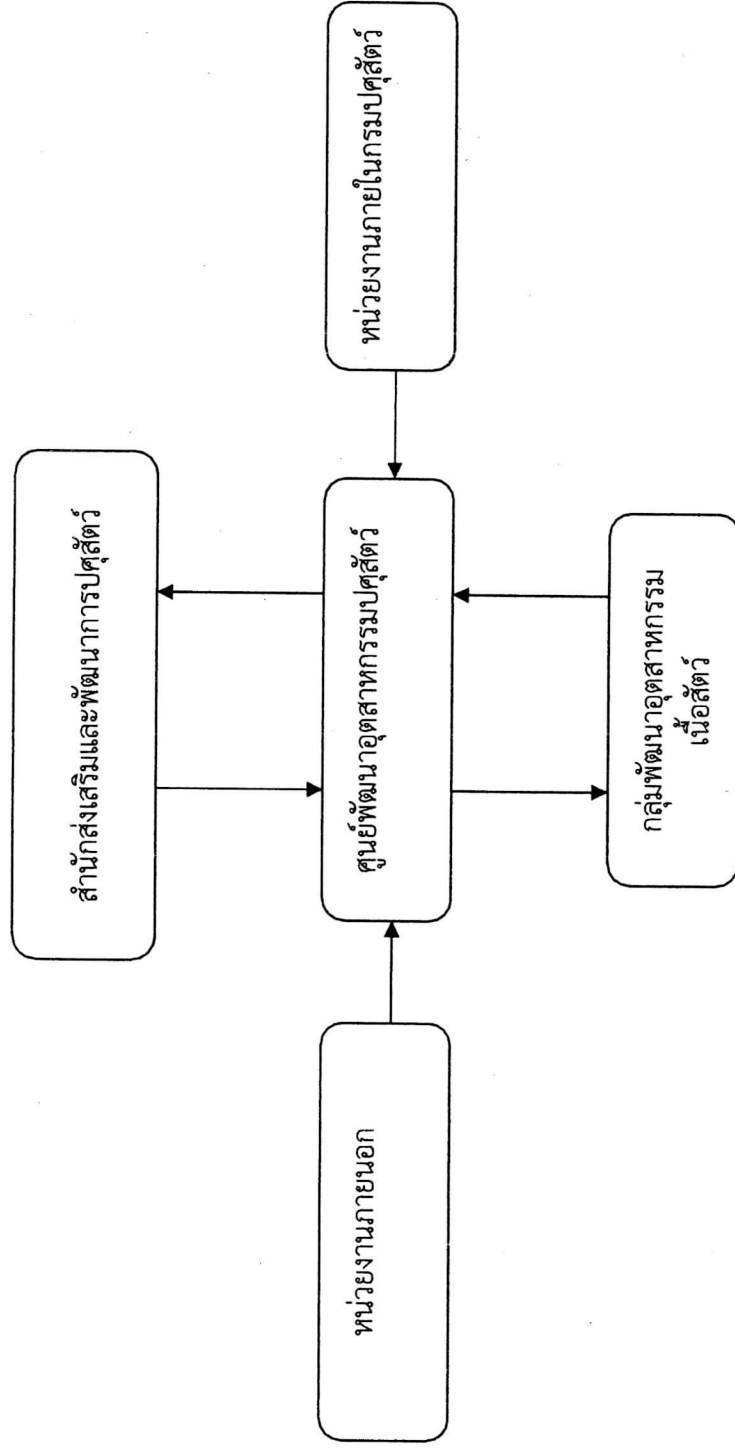 สำนักส่งเสริมและพัฒนาการปศุสัตว์
หน่วยงานภายนอก
ศูนย์พัฒนาอุตสาหกรรมปศุสัตว์
หน่วยงานภายในกรมปศุสัตว์
กลุ่มพัฒนาอุตสาหกรรม
เนื้อสัตว์